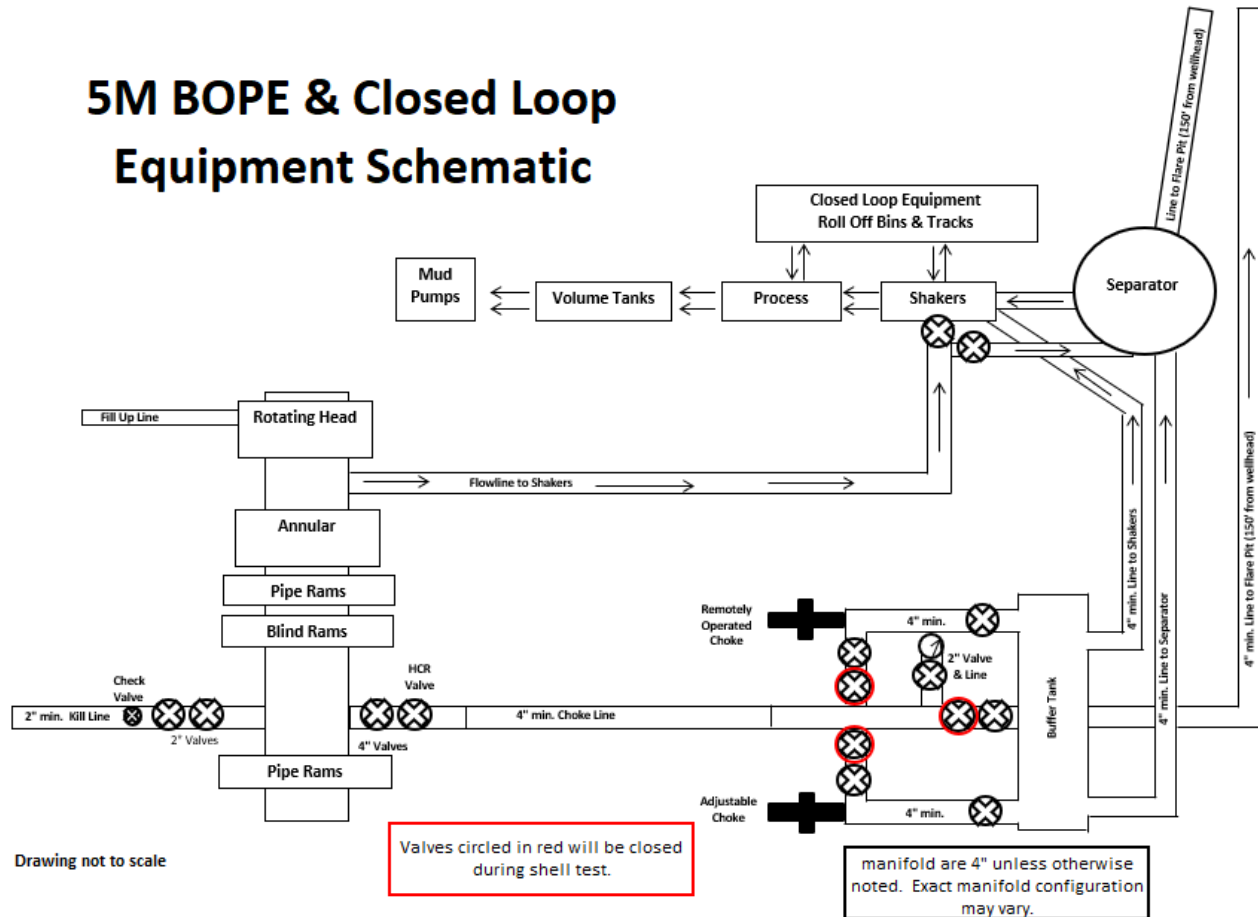 5M BOPE & Closed Loop
Equipment Schematic
Line to Flare Pit (150' from wellhead)
Closed Loop Equipment
Roll Off Bins & Tracks
Mud
Pumps
Volume Tanks
Process
Shakers
Separator
Fill Up Line
Rotating Head
Flowline to Shakers
Annular
Pipe Rams
Blind Rams
Check
Valve
2" min. Kill Line
2" Valves
HCR
Valve
4" Valves
4" min. Choke Line
Pipe Rams
Remotely
Operated
Choke
4" min.
2" Valve
& Line
Adjustable
Choke
4" min.
Buffer Tank
4" min. Line to Shakers
4" min. Line to Separator
4" min. Line to Flare Pit (150' from wellhead)
Drawing not to scale
Valves circled in red will be closed
during shell test.
manifold are 4" unless otherwise
noted. Exact manifold configuration
may vary.